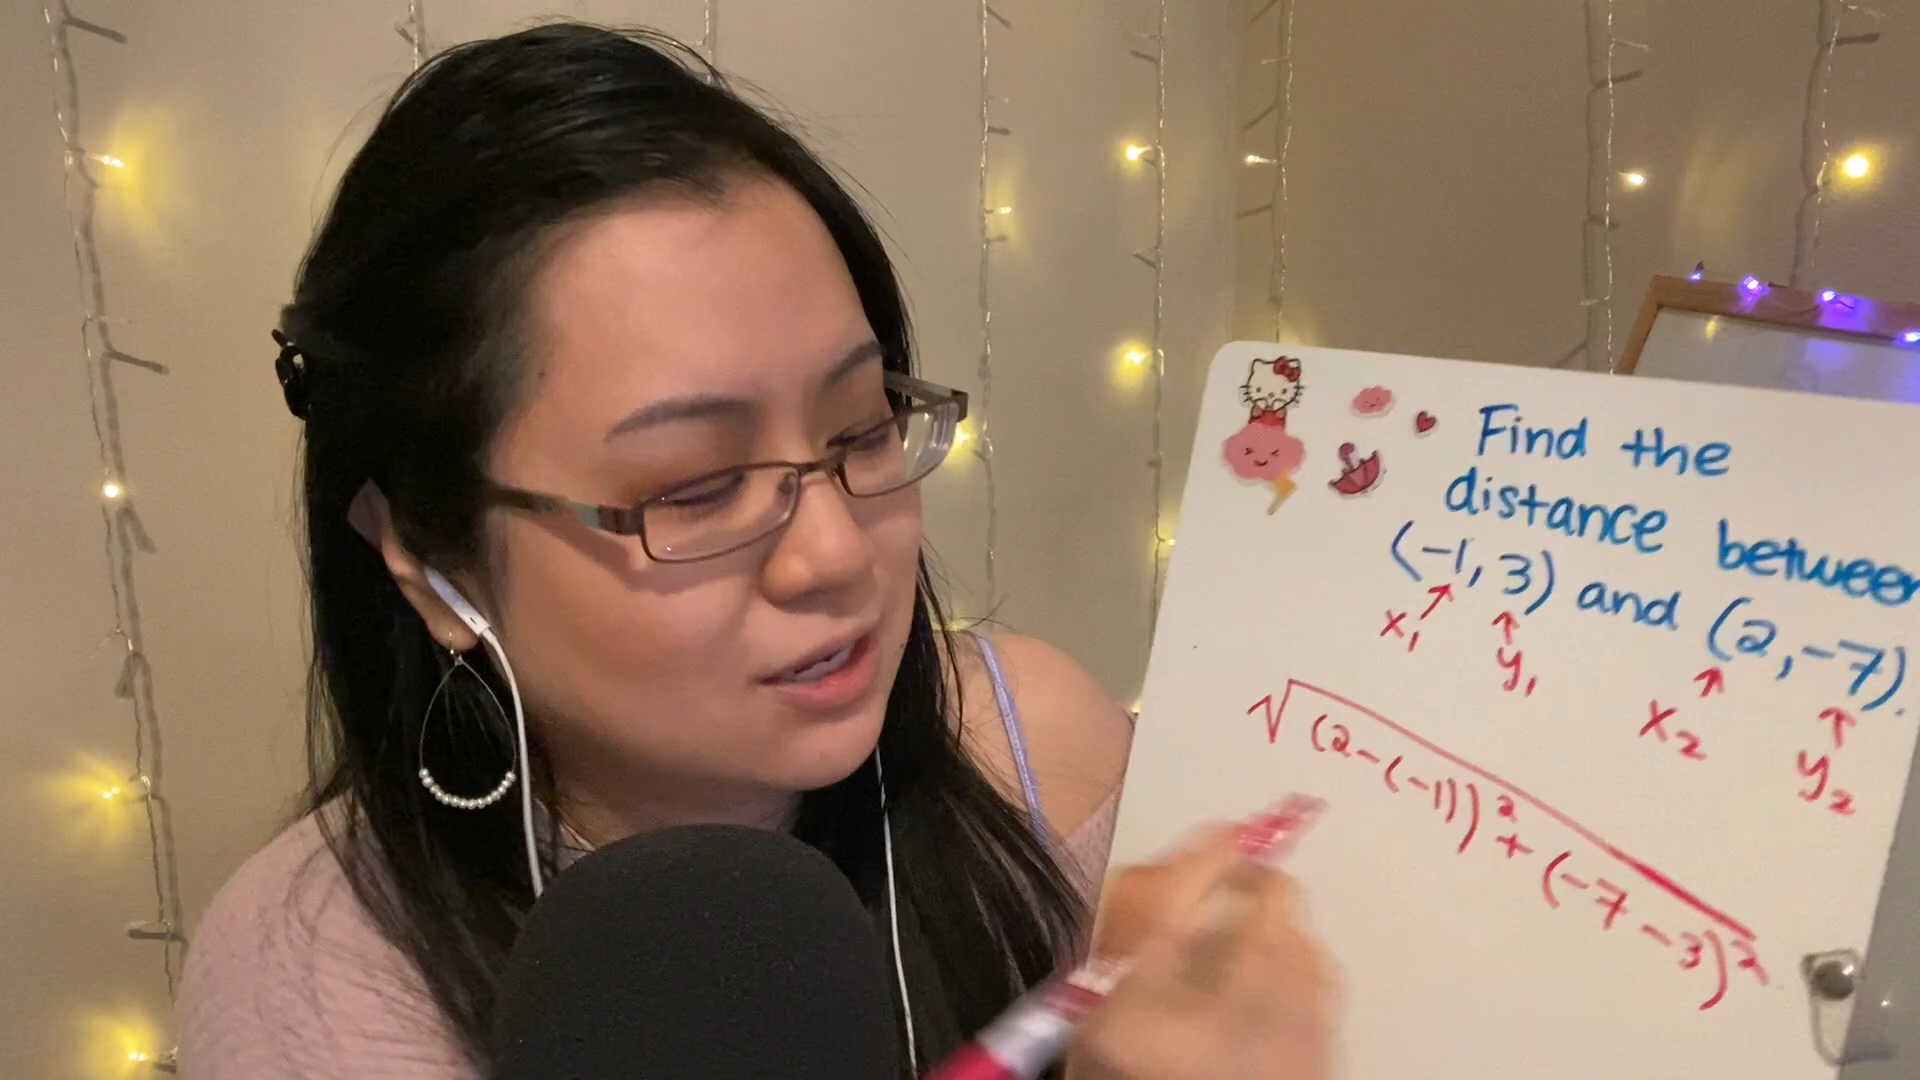 Find the
distance between
(-1, 3) and (2, -7).
x₁ y₁ x₂ y₂
√(2-(-1))² + (-7-3)²